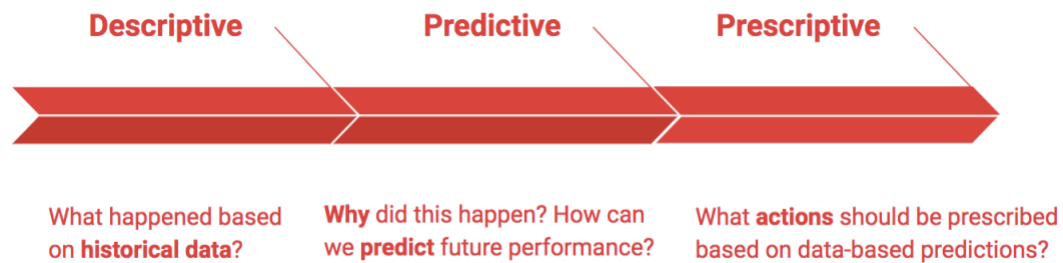 Descriptive
Predictive
Prescriptive
What happened based
on historical data?
Why did this happen? How can
we predict future performance?
What actions should be prescribed
based on data-based predictions?